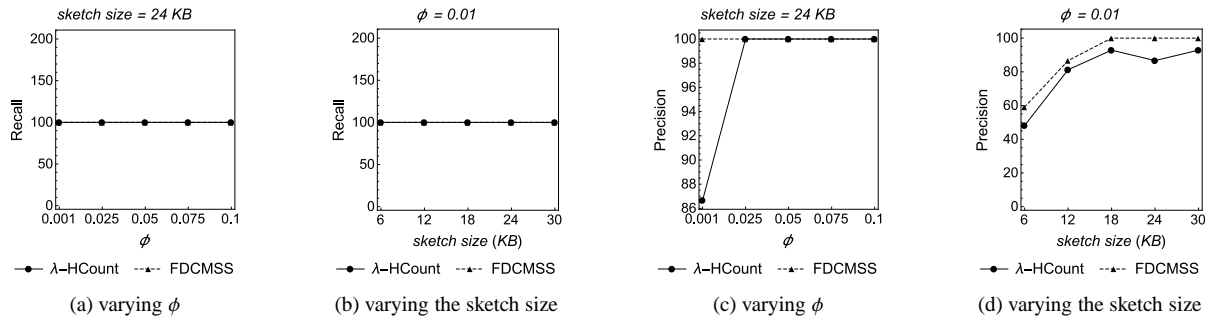 sketch size = 24 KB
Recall
200
150
100
50
0
0.001 0.025 0.05 0.075 0.1
ϕ
λ−HCount FDCMSS
(a) varying ϕ
ϕ = 0.01
Recall
200
150
100
50
0
6 12 18 24 30
sketch size (KB)
λ−HCount FDCMSS
(b) varying the sketch size
sketch size = 24 KB
Precision
100
98
96
94
92
90
88
86
0.001 0.025 0.05 0.075 0.1
ϕ
λ−HCount FDCMSS
(c) varying ϕ
ϕ = 0.01
Precision
100
80
60
40
20
0
6 12 18 24 30
sketch size (KB)
λ−HCount FDCMSS
(d) varying the sketch size